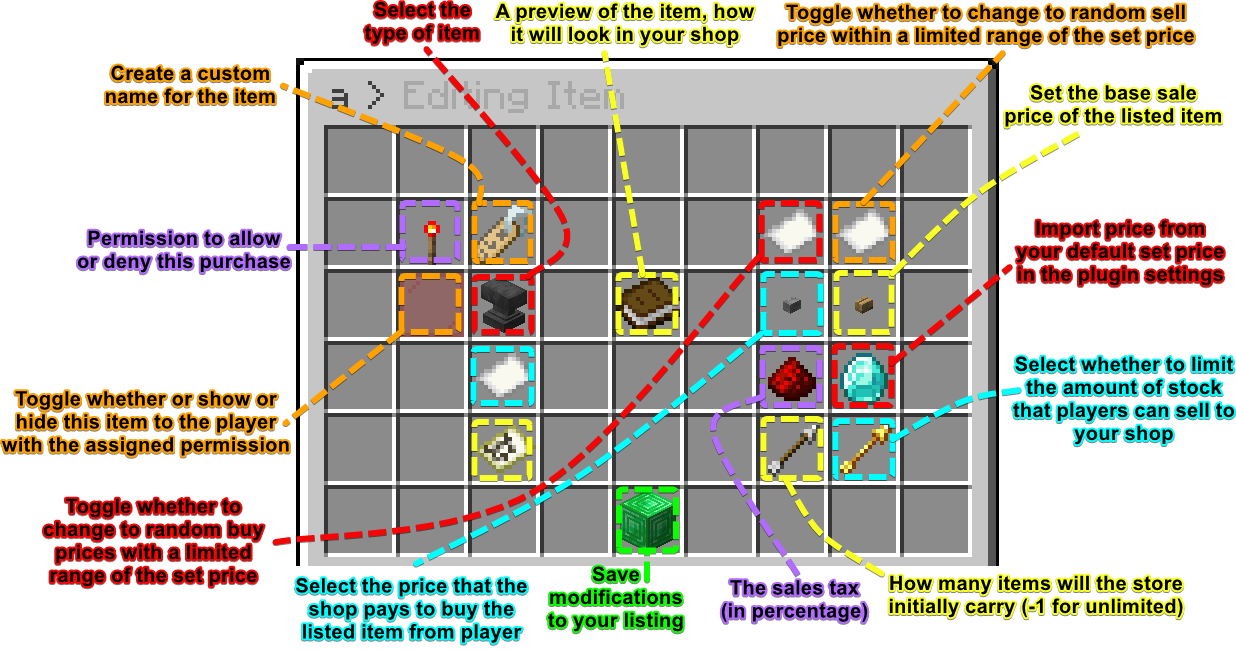 Select the
type of item
A preview of the item, how
it will look in your shop
Toggle whether to change to random sell
price within a limited range of the set price
Create a custom
name for the item
a > Editing Item
Set the base sale
price of the listed item
Permission to allow
or deny this purchase
Import price from
your default set price
in the plugin settings
Toggle whether or show or
hide this item to the player
with the assigned permission
Select whether to limit
the amount of stock
that players can sell to
your shop
Toggle whether to
change to random buy
prices with a limited
range of the set price
Select the price that the
shop pays to buy the
listed item from player
Save
modifications
to your listing
The sales tax
(in percentage)
How many items will the store
initially carry (-1 for unlimited)